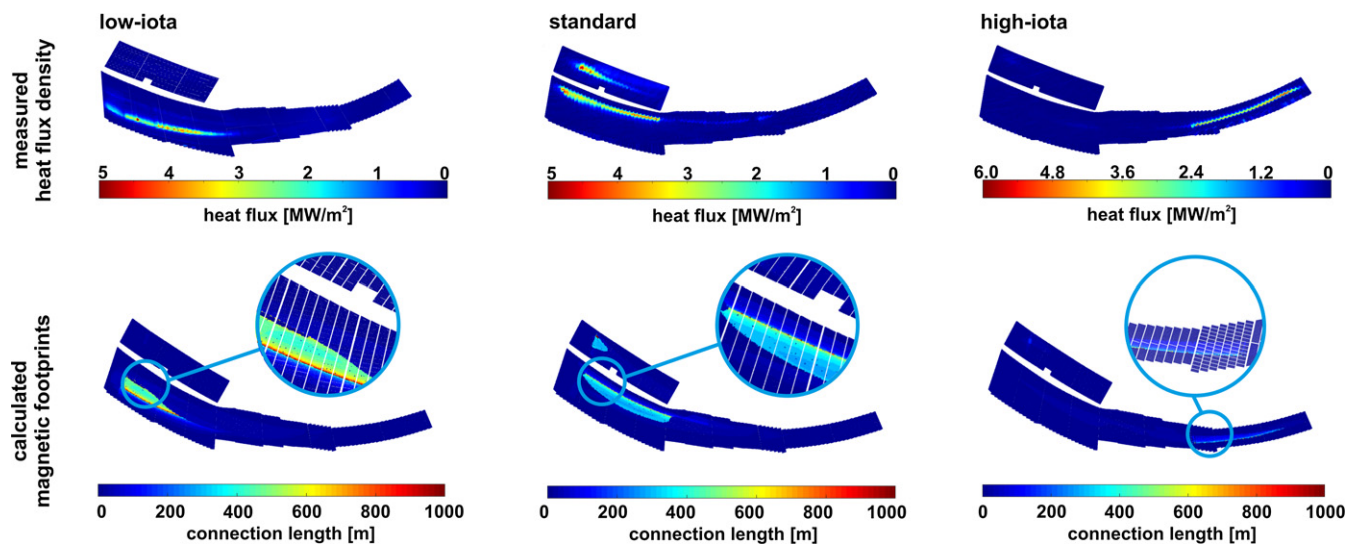 low-iota
standard
high-iota
measured
heat flux density
5 4 3 2 1 0
heat flux [MW/m²]
5 4 3 2 1 0
heat flux [MW/m²]
6.0 4.8 3.6 2.4 1.2 0
heat flux [MW/m²]
calculated
magnetic footprints
0 200 400 600 800 1000
connection length [m]
0 200 400 600 800 1000
connection length [m]
0 200 400 600 800 1000
connection length [m]